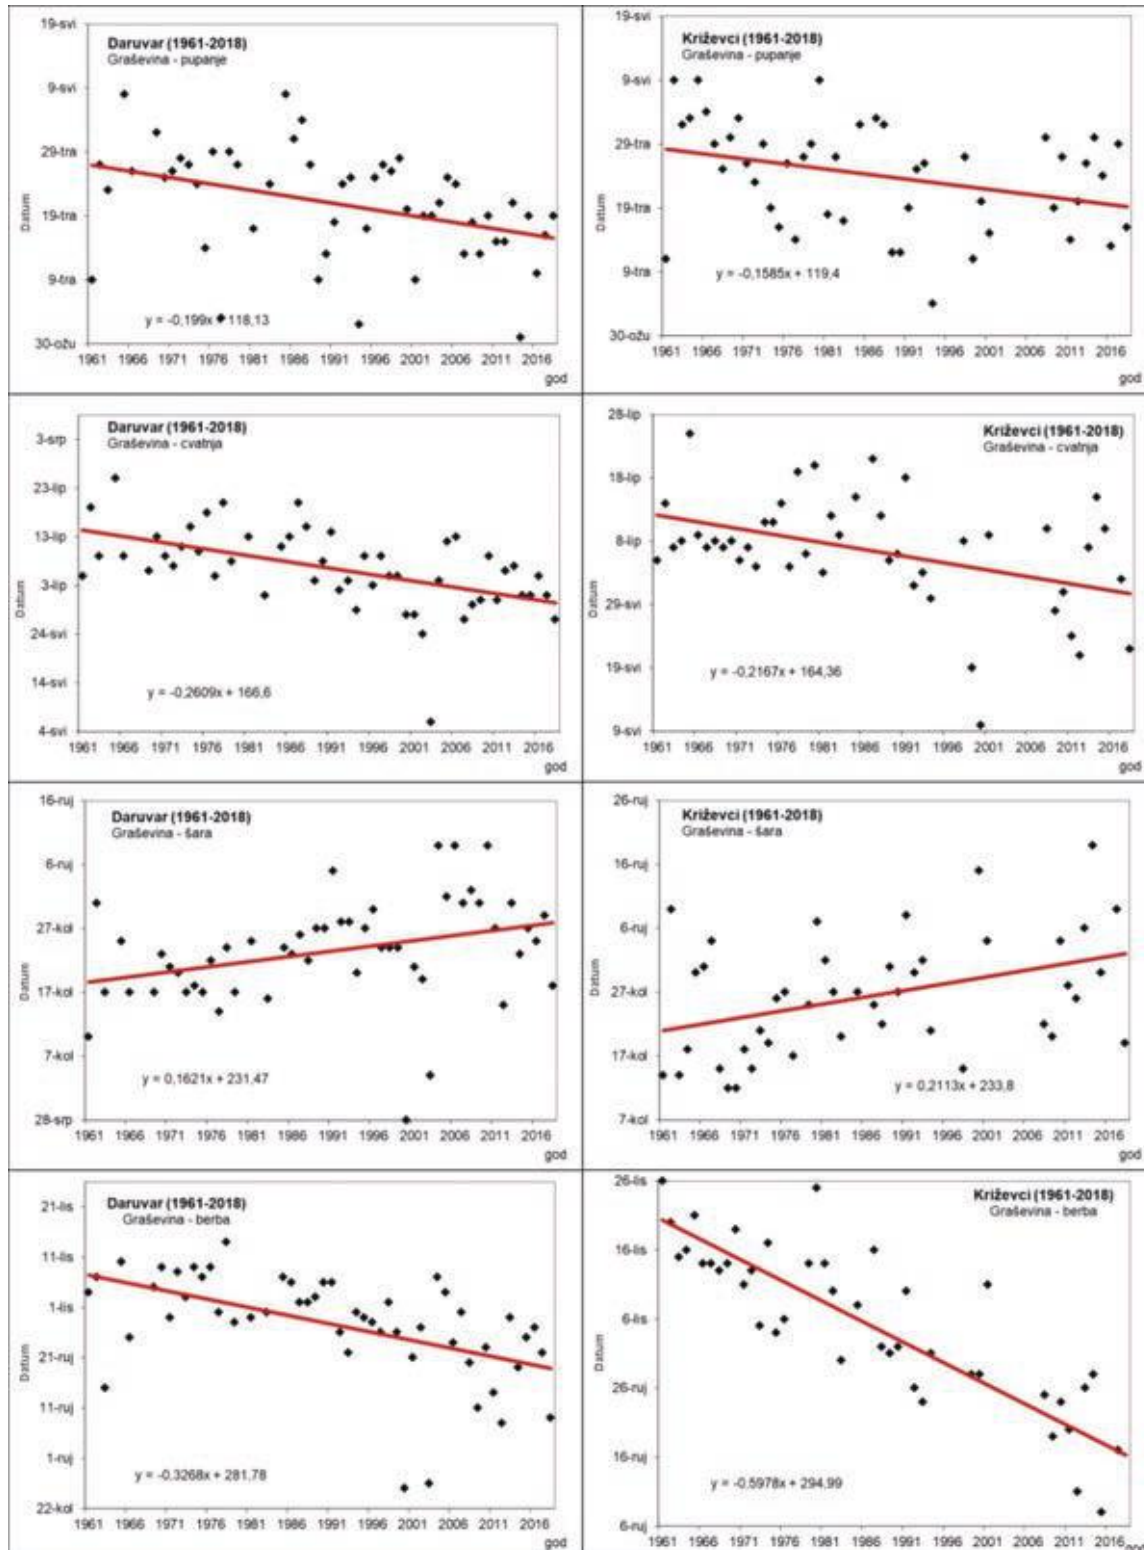 Daruvar (1961-2018)
Graševina - pupanje
Datum
19-svi
9-svi
29-tra
19-tra
9-tra
30-ožu
y = -0,199x + 118,13
1961 1966 1971 1976 1981 1986 1991 1996 2001 2006 2011 2016
god
Križevci (1961-2018)
Graševina - pupanje
Datum
19-svi
9-svi
29-tra
19-tra
9-tra
30-ožu
y = -0,1585x + 119,4
1961 1966 1971 1976 1981 1986 1991 1996 2001 2006 2011 2016
god
Daruvar (1961-2018)
Graševina - cvatnja
Datum
3-srp
23-lip
13-lip
3-lip
24-svi
14-svi
4-svi
y = -0,2609x + 166,6
1961 1966 1971 1976 1981 1986 1991 1996 2001 2006 2011 2016
god
Križevci (1961-2018)
Graševina - cvatnja
Datum
28-lip
18-lip
8-lip
29-svi
19-svi
9-svi
y = -0,2167x + 164,36
1961 1966 1971 1976 1981 1986 1991 1996 2001 2006 2011 2016
god
Daruvar (1961-2018)
Graševina - šara
Datum
16-ruj
6-ruj
27-kol
17-kol
7-kol
28-srp
y = 0,1621x + 231,47
1961 1966 1971 1976 1981 1986 1991 1996 2001 2006 2011 2016
god
Križevci (1961-2018)
Graševina - šara
Datum
26-ruj
16-ruj
6-ruj
27-kol
17-kol
7-kol
y = 0,2113x + 233,8
1961 1966 1971 1976 1981 1986 1991 1996 2001 2006 2011 2016
god
Daruvar (1961-2018)
Graševina - berba
Datum
21-lis
11-lis
1-lis
21-ruj
11-ruj
1-ruj
22-kol
y = -0,3268x + 281,78
1961 1966 1971 1976 1981 1986 1991 1996 2001 2006 2011 2016
god
Križevci (1961-2018)
Graševina - berba
Datum
26-lis
16-lis
6-lis
26-ruj
16-ruj
6-ruj
y = -0,5978x + 294,99
1961 1966 1971 1976 1981 1986 1991 1996 2001 2006 2011 2016
god